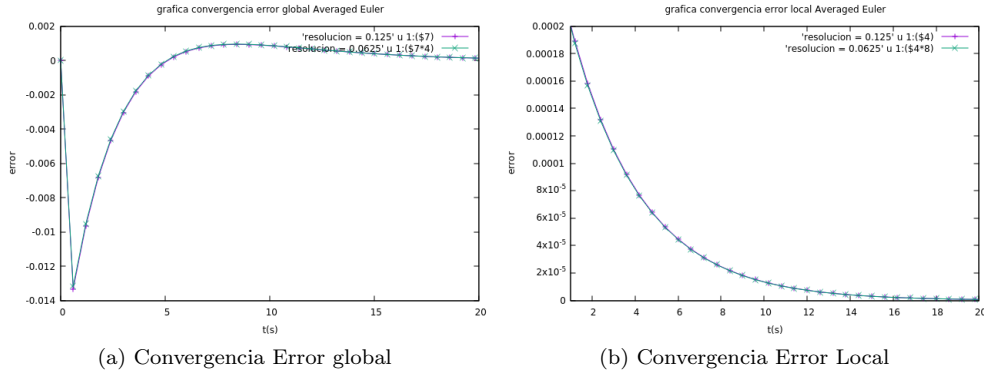 grafica convergencia error global Averaged Euler
'resolucion = 0.125' u 1:($7)
'resolucion = 0.0625' u 1:($7*4)
0.002
0
-0.002
-0.004
-0.006
-0.008
-0.01
-0.012
-0.014
error
0 5 10 15 20
t(s)
(a) Convergencia Error global
grafica convergencia error local Averaged Euler
'resolucion = 0.125' u 1:($4)
'resolucion = 0.0625' u 1:($4*8)
0.0002
0.00018
0.00016
0.00014
0.00012
0.0001
8x10-5
6x10-5
4x10-5
2x10-5
0
error
2 4 6 8 10 12 14 16 18 20
t(s)
(b) Convergencia Error Local